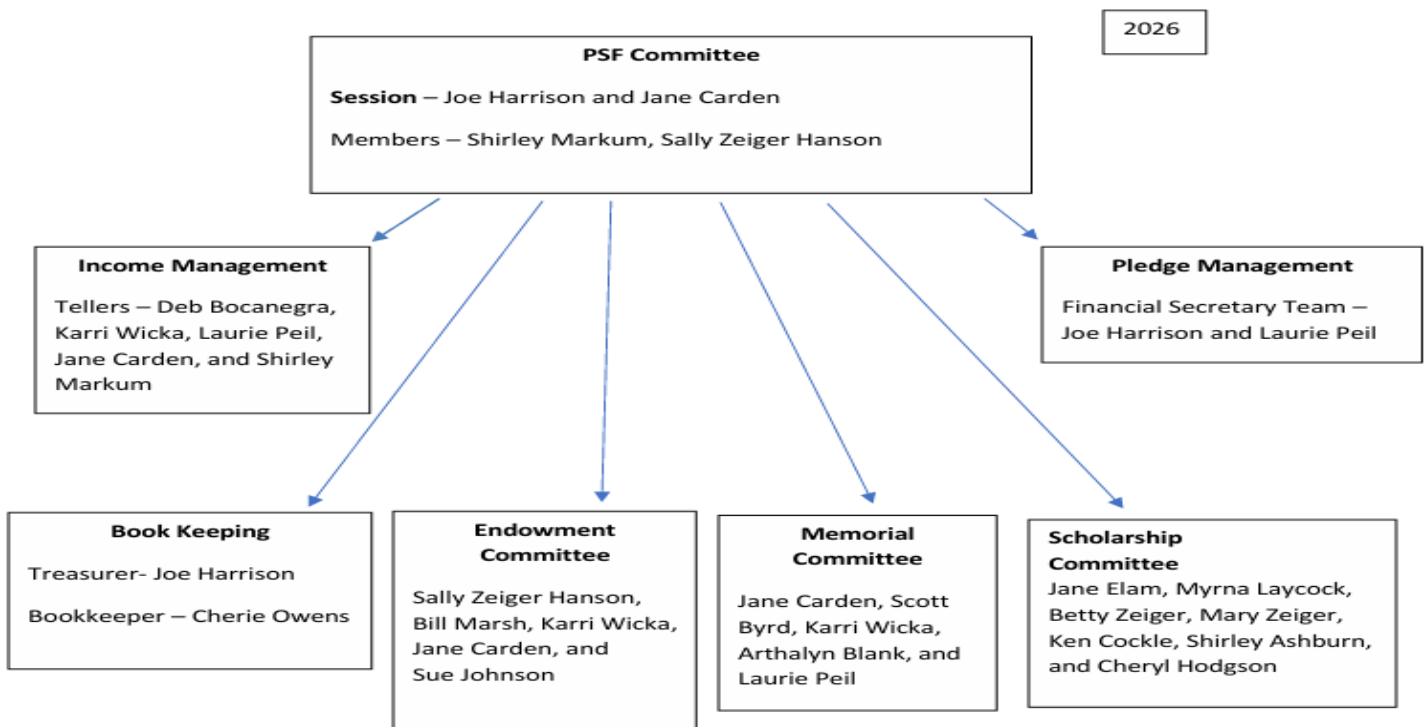 2026
PSF Committee
Session – Joe Harrison and Jane Carden
Members – Shirley Markum, Sally Zeiger Hanson
Income Management
Tellers – Deb Bocanegra,
Karri Wicka, Laurie Peil,
Jane Carden, and Shirley
Markum
Pledge Management
Financial Secretary Team –
Joe Harrison and Laurie Peil
Book Keeping
Treasurer- Joe Harrison
Bookkeeper – Cherie Owens
Endowment
Committee
Sally Zeiger Hanson,
Bill Marsh, Karri Wicka,
Jane Carden, and
Sue Johnson
Memorial
Committee
Jane Carden, Scott
Byrd, Karri Wicka,
Arthalyn Blank, and
Laurie Peil
Scholarship
Committee
Jane Elam, Myrna Laycock,
Betty Zeiger, Mary Zeiger,
Ken Cockle, Shirley Ashburn,
and Cheryl Hodgson